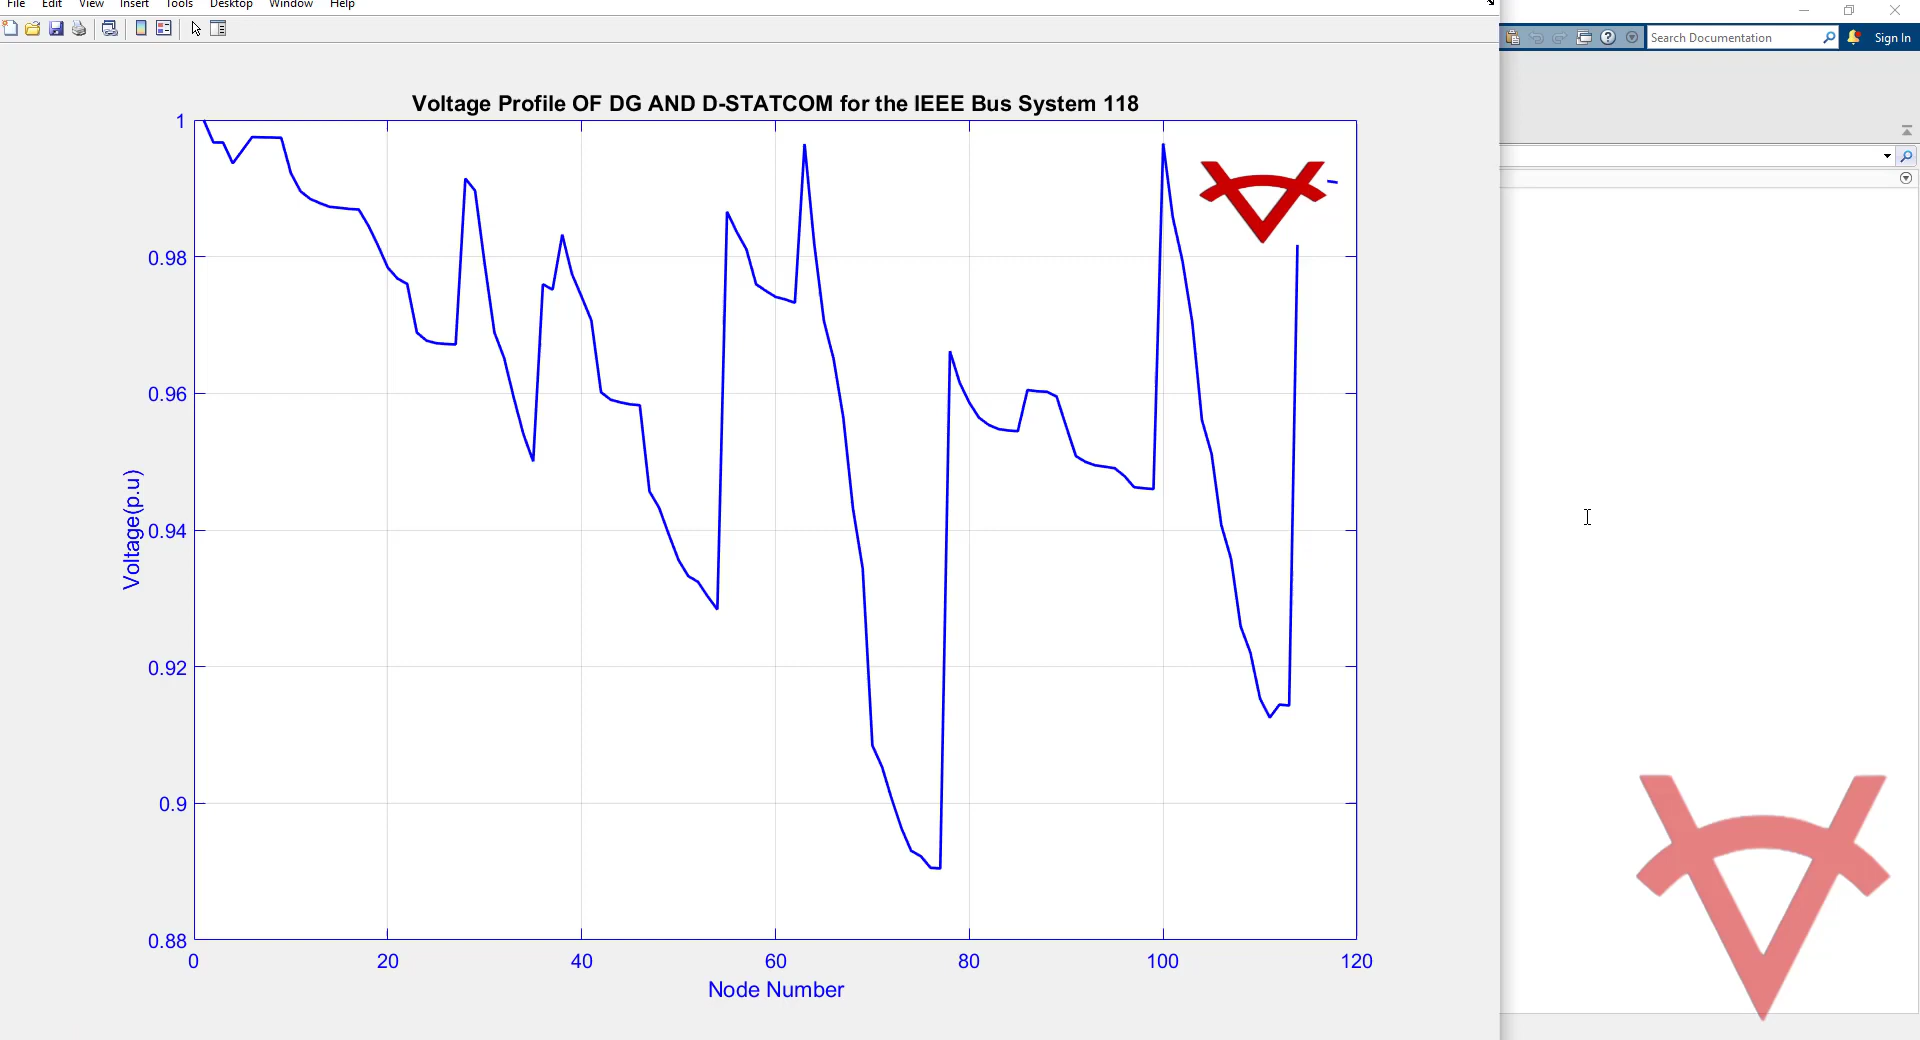 File Edit View Insert Tools Desktop Window Help
Search Documentation
Sign In
Voltage Profile OF DG AND D-STATCOM for the IEEE Bus System 118
1
0.98
0.96
0.94
0.92
0.9
0.88
Voltage(p.u)
0 20 40 60 80 100 120
Node Number